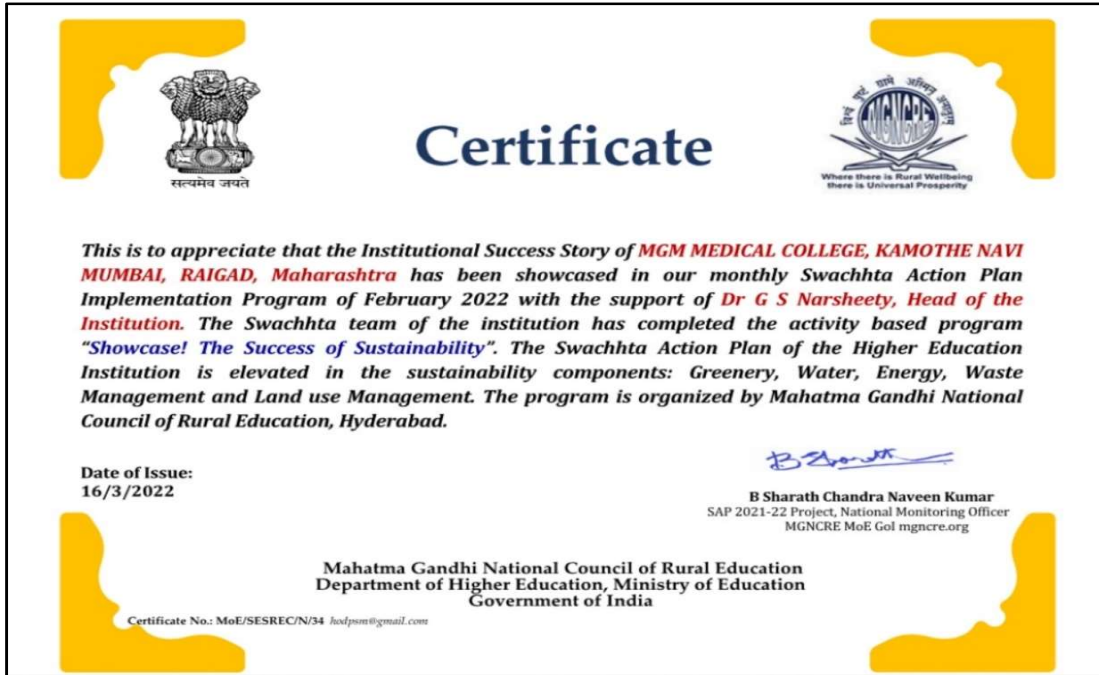 Certificate
सत्यमेव जयते
MGNCRE
Where there is Rural Wellbeing
there is Universal Prosperity
This is to appreciate that the Institutional Success Story of MGM MEDICAL COLLEGE, KAMOTHE NAVI
MUMBAI, RAIGAD, Maharashtra has been showcased in our monthly Swachhta Action Plan
Implementation Program of February 2022 with the support of Dr G S Narsheety, Head of the
Institution. The Swachhta team of the institution has completed the activity based program
“Showcase! The Success of Sustainability”. The Swachhta Action Plan of the Higher Education
Institution is elevated in the sustainability components: Greenery, Water, Energy, Waste
Management and Land use Management. The program is organized by Mahatma Gandhi National
Council of Rural Education, Hyderabad.
Date of Issue:
16/3/2022
B Sharath Chandra Naveen Kumar
SAP 2021-22 Project, National Monitoring Officer
MGNCRE MoE GoI mgncre.org
Mahatma Gandhi National Council of Rural Education
Department of Higher Education, Ministry of Education
Government of India
Certificate No.: MoE/SESREC/N/34 hodpsm@gmail.com